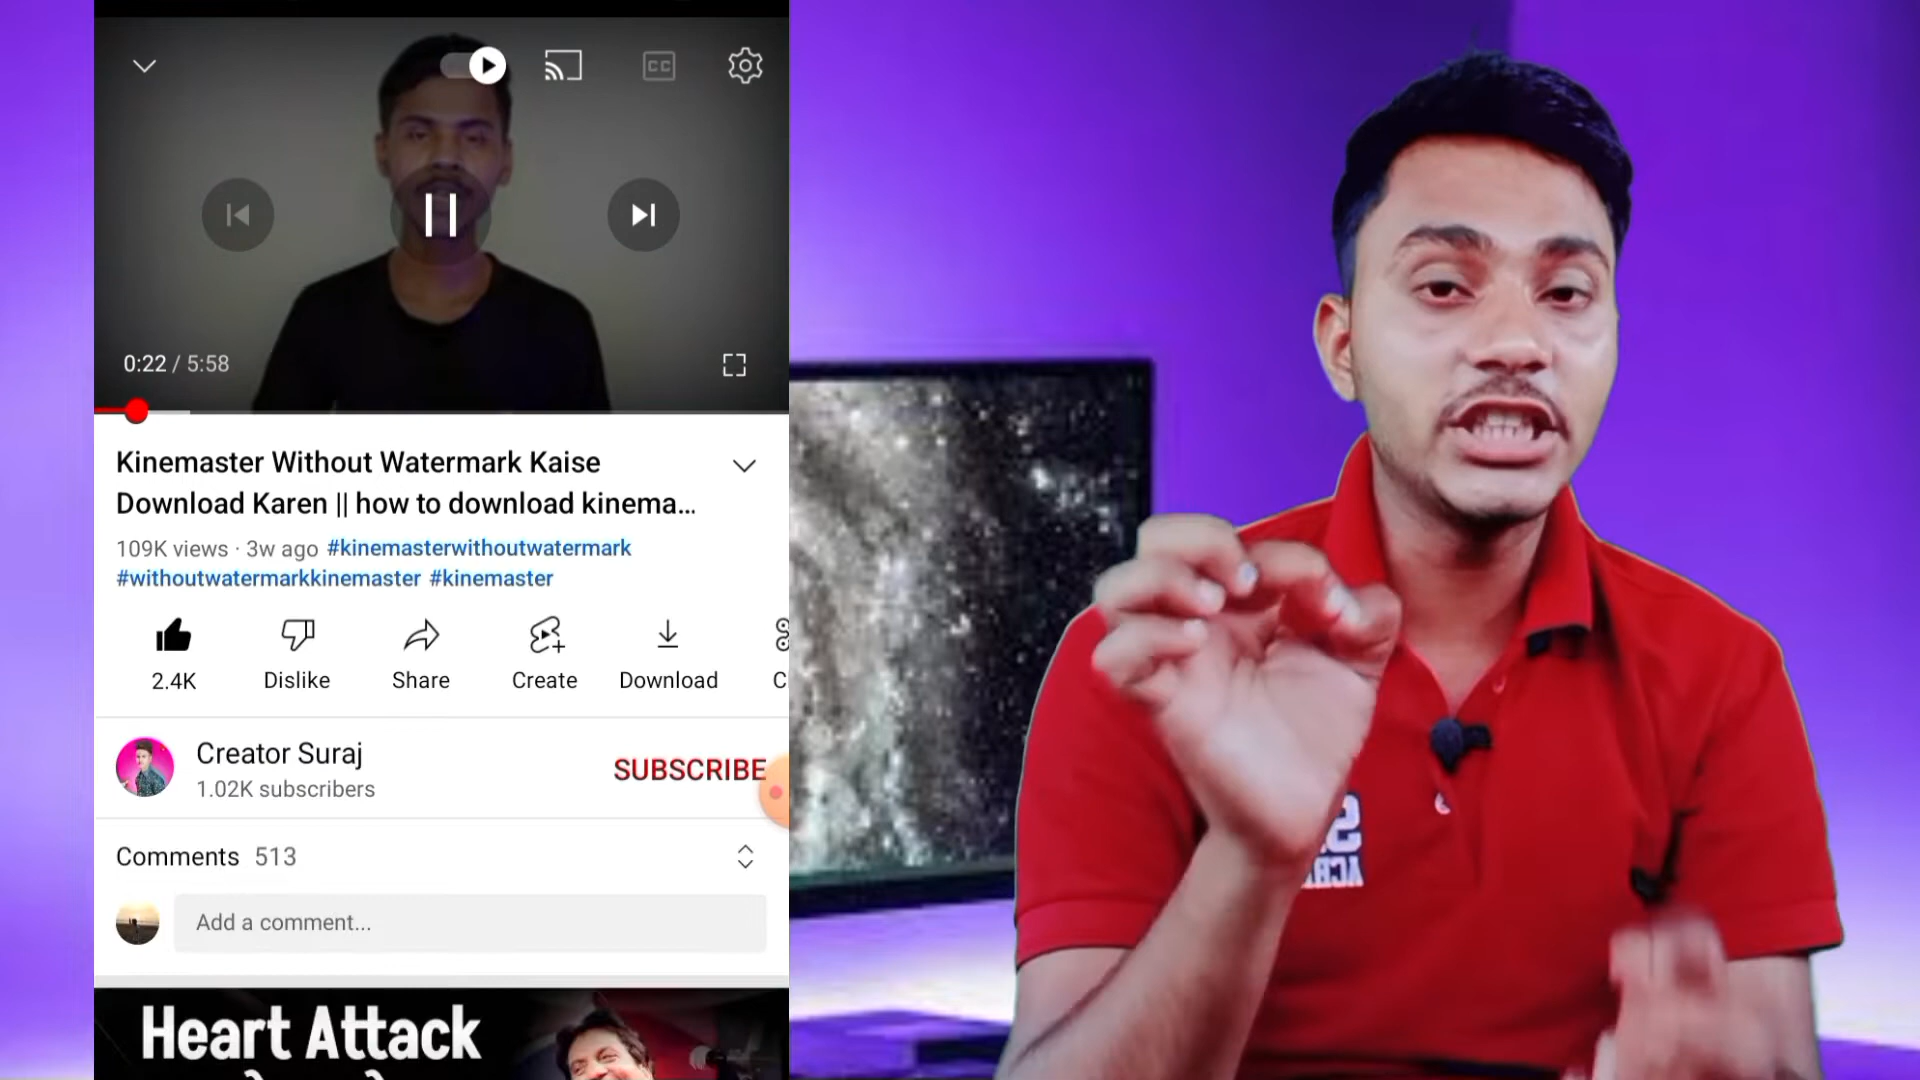 CC
0:22 / 5:58
Kinemaster Without Watermark Kaise
Download Karen || how to download kinema...
109K views · 3w ago #kinemasterwithoutwatermark
#withoutwatermarkkinemaster #kinemaster
2.4K
Dislike
Share
Create
Download
C
Creator Suraj
1.02K subscribers
SUBSCRIBE
Comments 513
Add a comment...
Heart Attack